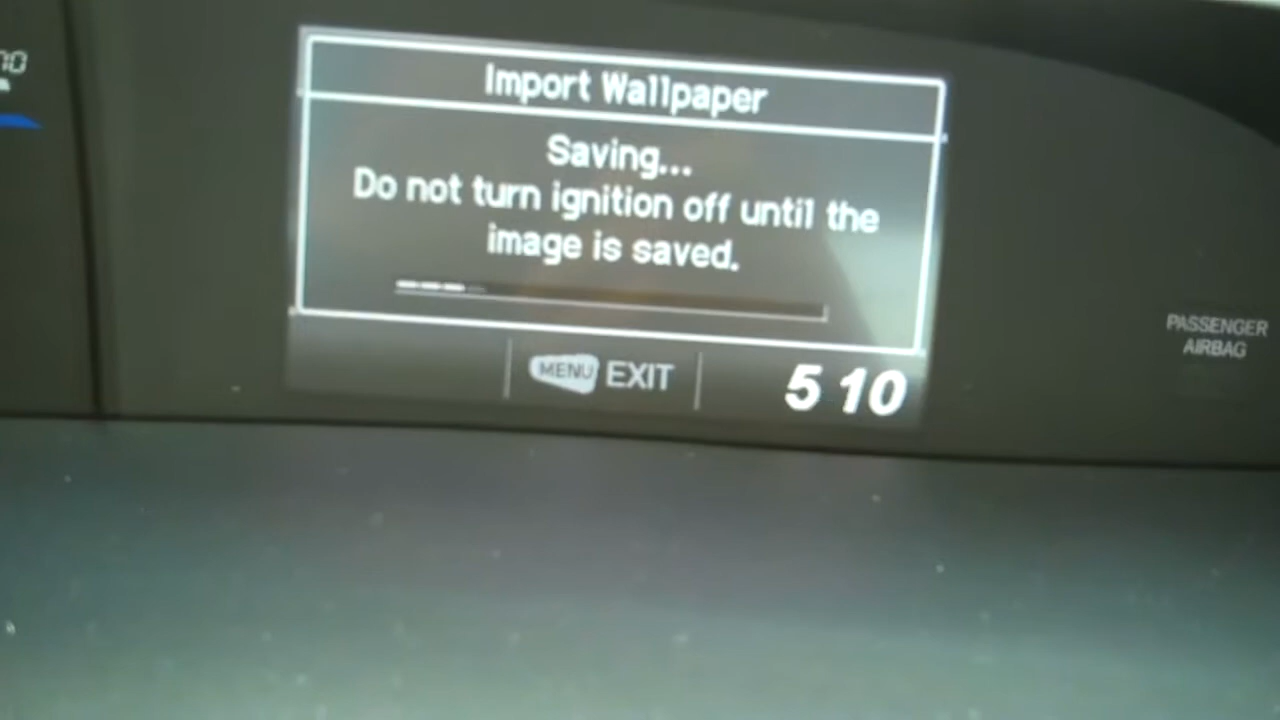 Import Wallpaper
Saving...
Do not turn ignition off until the
image is saved.
MENU EXIT
5 10
PASSENGER
AIRBAG